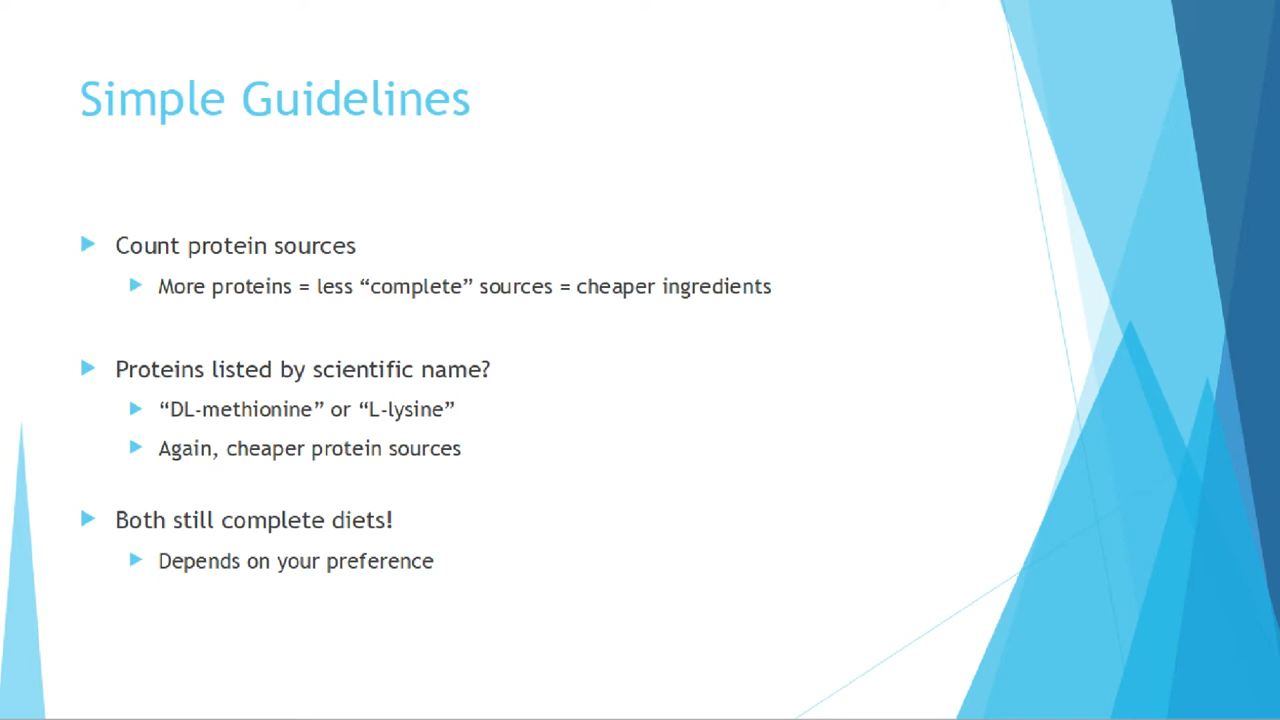 Simple Guidelines
Count protein sources
More proteins = less “complete” sources = cheaper ingredients
Proteins listed by scientific name?
“DL-methionine” or “L-lysine”
Again, cheaper protein sources
Both still complete diets!
Depends on your preference